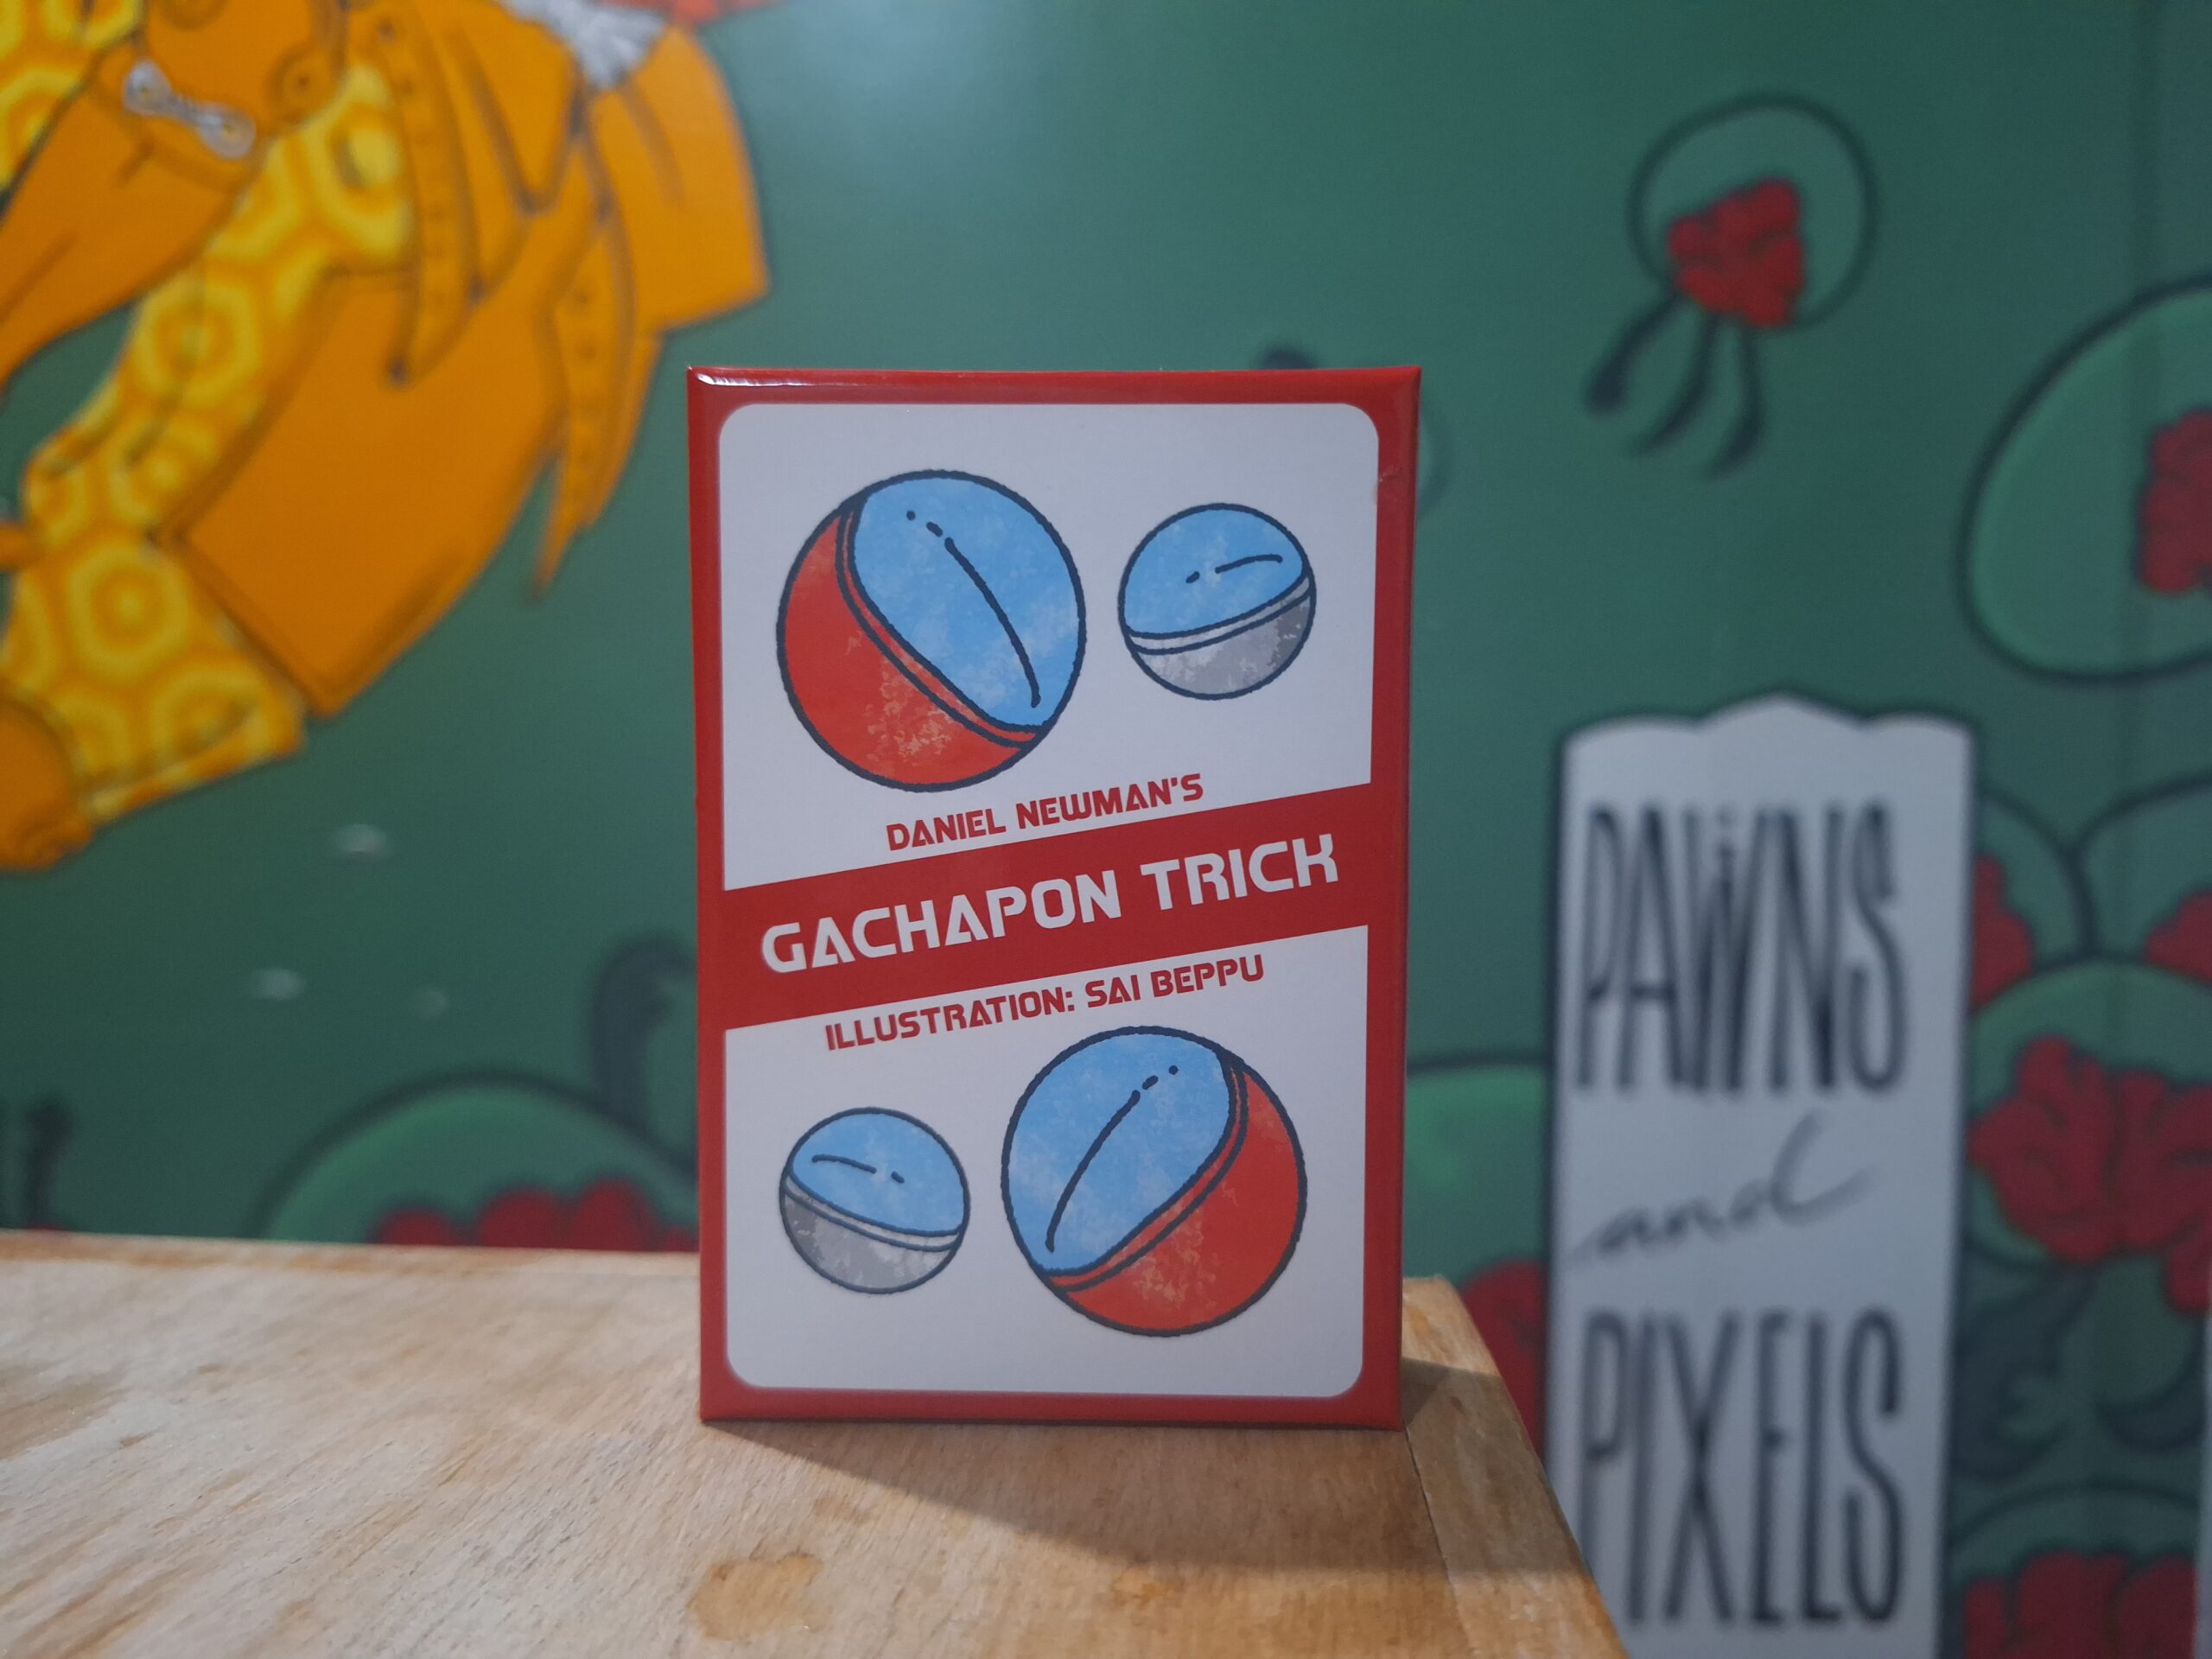 DANIEL NEWMAN'S
GACHAPON TRICK
ILLUSTRATION: SAI BEPPU
PAWNS
and
PIXELS